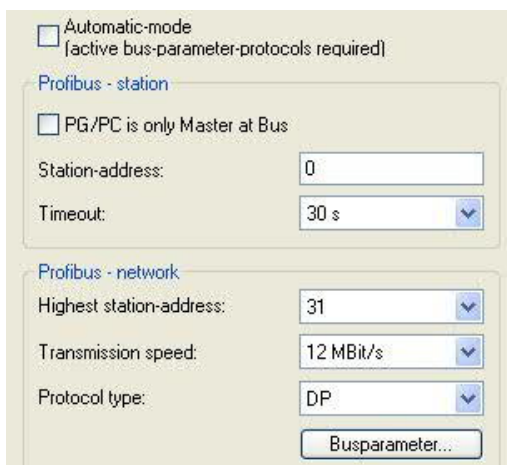 Automatic-mode
(active bus-parameter-protocols required)
Profibus - station
PG/PC is only Master at Bus
Station-address: 0
Timeout: 30 s
Profibus - network
Highest station-address: 31
Transmission speed: 12 MBit/s
Protocol type: DP
Busparameter...